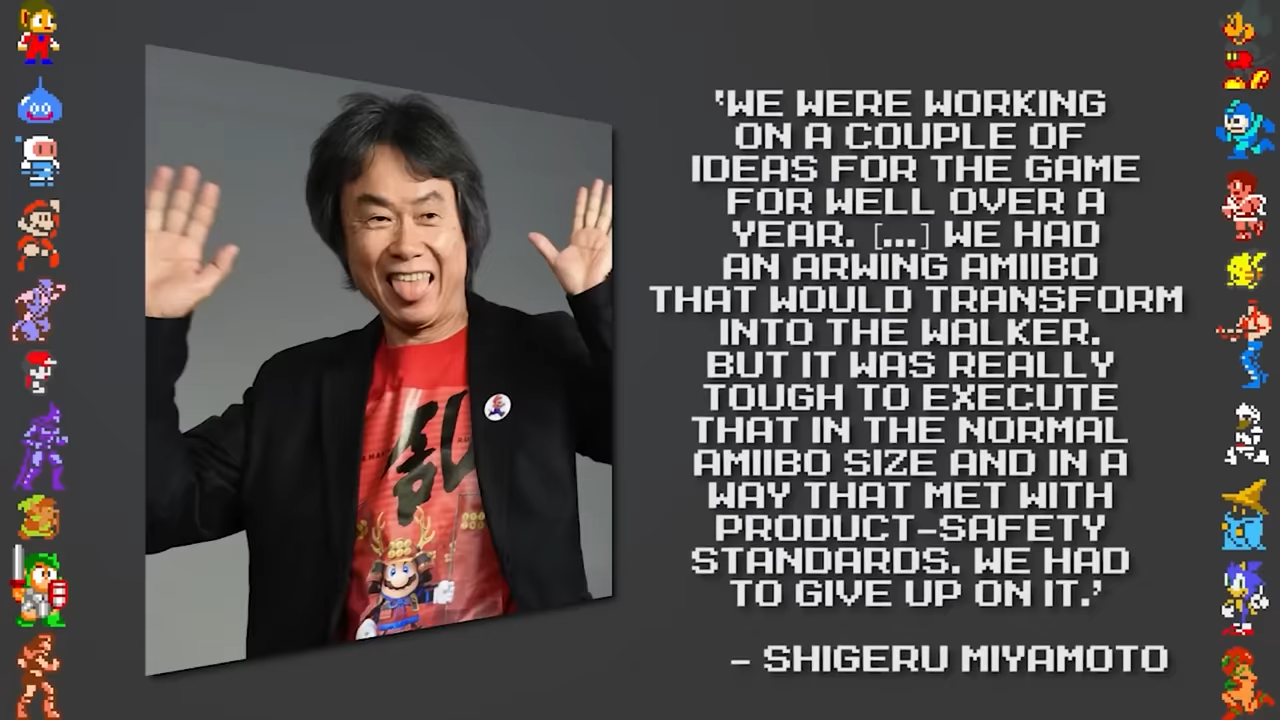 'WE WERE WORKING
ON A COUPLE OF
IDEAS FOR THE GAME
FOR WELL OVER A
YEAR. [...] WE HAD
AN ARWING AMIIBO
THAT WOULD TRANSFORM
INTO THE WALKER.
BUT IT WAS REALLY
TOUGH TO EXECUTE
THAT IN THE NORMAL
AMIIBO SIZE AND IN A
WAY THAT MET WITH
PRODUCT-SAFETY
STANDARDS. WE HAD
TO GIVE UP ON IT.'
- SHIGERU MIYAMOTO
乱